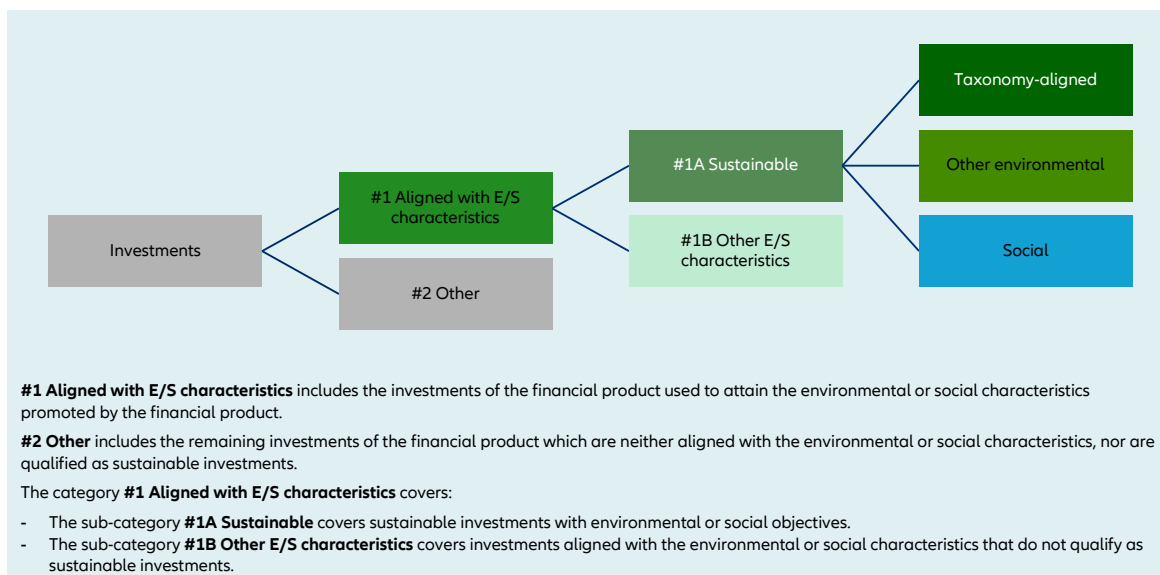 Taxonomy-aligned
#1A Sustainable
Other environmental
#1 Aligned with E/S
characteristics
#1B Other E/S
characteristics
Investments
Social
#2 Other
#1 Aligned with E/S characteristics includes the investments of the financial product used to attain the environmental or social characteristics
promoted by the financial product.
#2 Other includes the remaining investments of the financial product which are neither aligned with the environmental or social characteristics, nor are
qualified as sustainable investments.
The category #1 Aligned with E/S characteristics covers:
- The sub-category #1A Sustainable covers sustainable investments with environmental or social objectives.
- The sub-category #1B Other E/S characteristics covers investments aligned with the environmental or social characteristics that do not qualify as
sustainable investments.